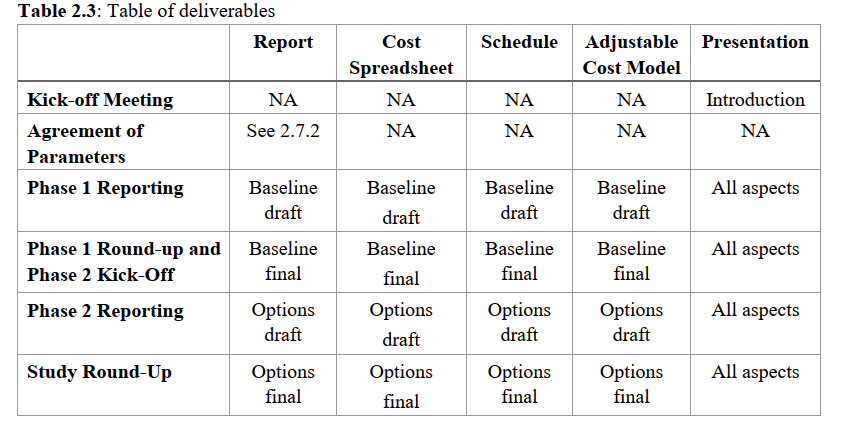 Table 2.3: Table of deliverables
Report Cost Spreadsheet Schedule Adjustable Cost Model Presentation
Kick-off Meeting NA NA NA NA Introduction
Agreement of Parameters See 2.7.2 NA NA NA NA
Phase 1 Reporting Baseline draft Baseline draft Baseline draft Baseline draft All aspects
Phase 1 Round-up and Phase 2 Kick-Off Baseline final Baseline final Baseline final Baseline final All aspects
Phase 2 Reporting Options draft Options draft Options draft Options draft All aspects
Study Round-Up Options final Options final Options final Options final All aspects